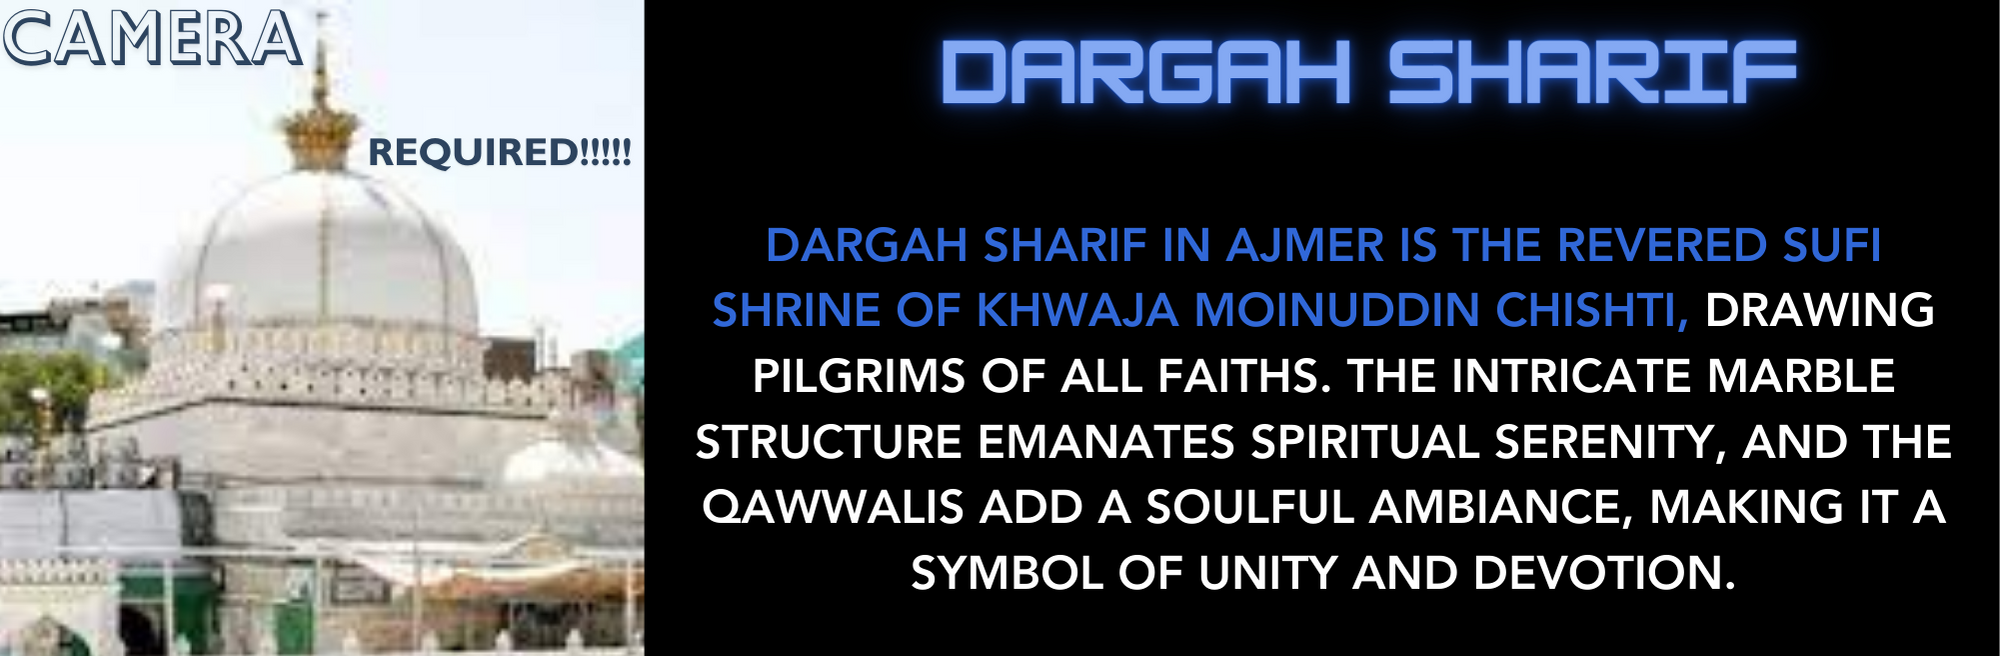 CAMERA
REQUIRED!!!!!
DARGAH SHARIF
DARGAH SHARIF IN AJMER IS THE REVERED SUFI
SHRINE OF KHWAJA MOINUDDIN CHISHTI, DRAWING
PILGRIMS OF ALL FAITHS. THE INTRICATE MARBLE
STRUCTURE EMANATES SPIRITUAL SERENITY, AND THE
QAWWALIS ADD A SOULFUL AMBIANCE, MAKING IT A
SYMBOL OF UNITY AND DEVOTION.